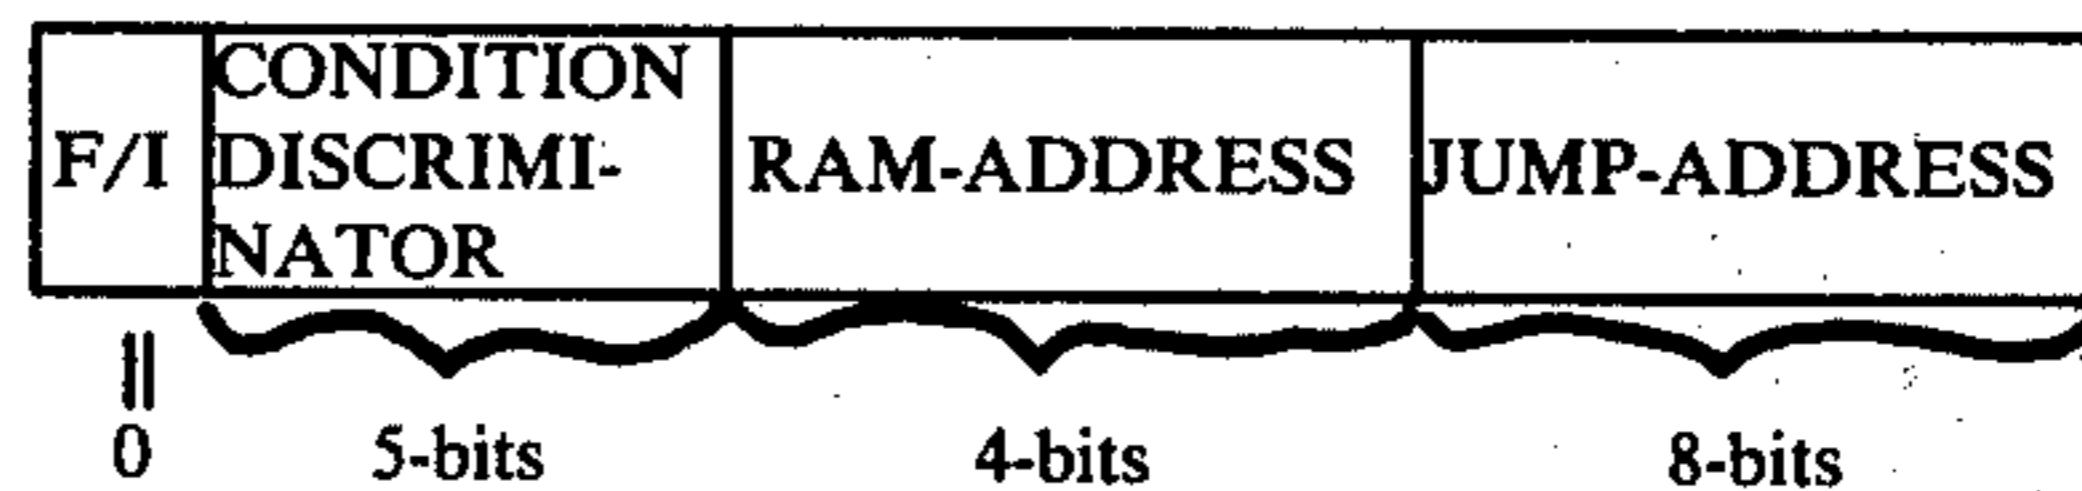 F/I
CONDITION
DISCRIMI-
NATOR
RAM-ADDRESS
JUMP-ADDRESS
||
0
5-bits
4-bits
8-bits